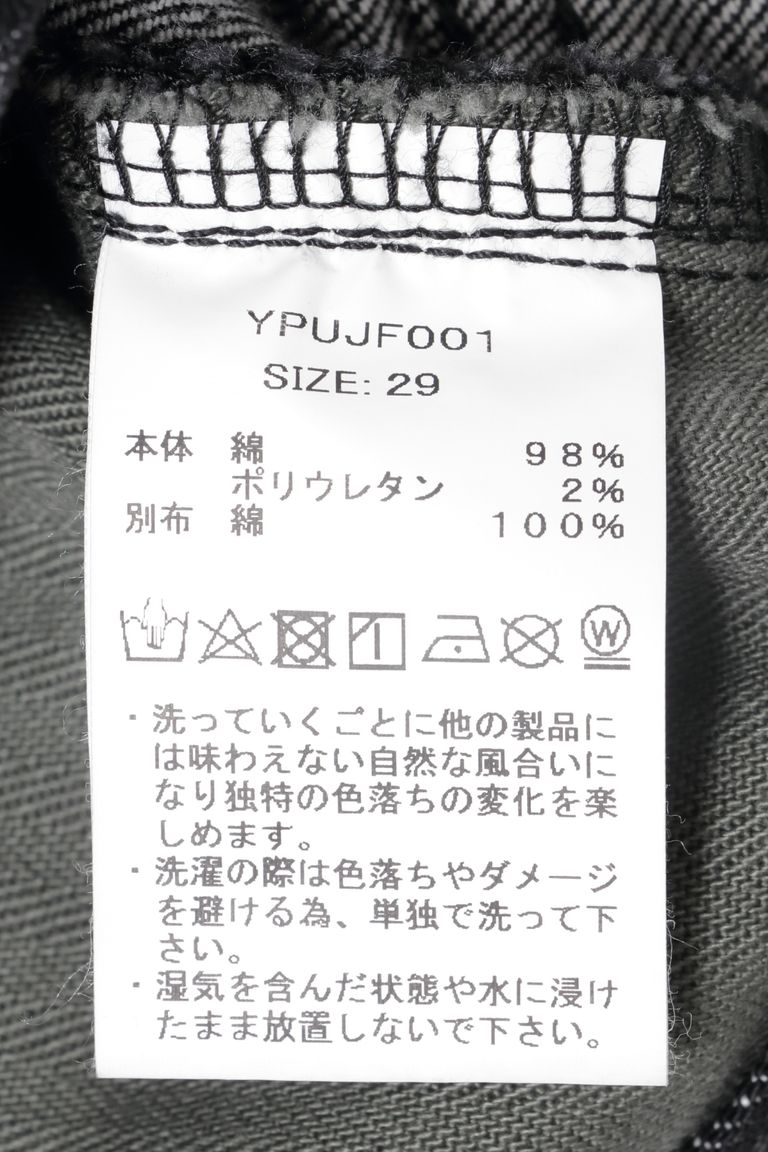 YPUJF001
SIZE: 29
本体 綿 98%
ポリウレタン 2%
別布 綿 100%
W
・洗っていくごとに他の製品に
は味わえない自然な風合いに
なり独特の色落ちの変化を楽
しめます。
・洗濯の際は色落ちやダメージ
を避ける為、単独で洗って下
さい。
・湿気を含んだ状態や水に浸け
たまま放置しないで下さい。